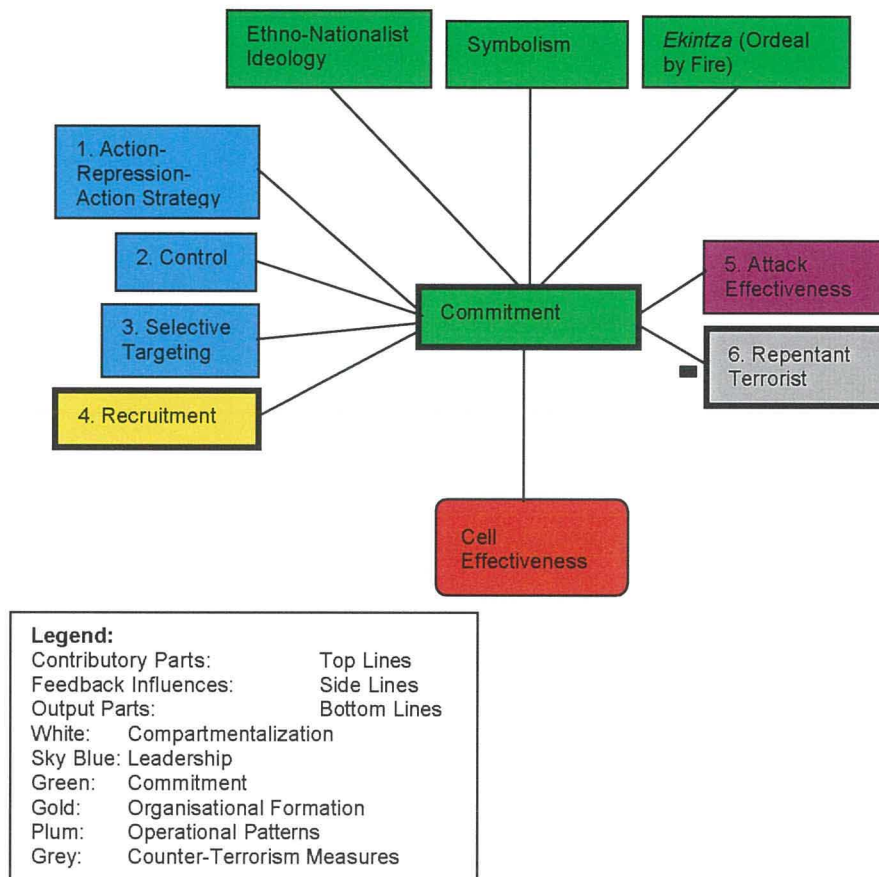 Ethno-Nationalist
Ideology
Symbolism
Ekintza (Ordeal
by Fire)
1. Action-
Repression-
Action Strategy
2. Control
3. Selective
Targeting
4. Recruitment
Commitment
5. Attack
Effectiveness
6. Repentant
Terrorist
Cell
Effectiveness
Legend:
Contributory Parts: Top Lines
Feedback Influences: Side Lines
Output Parts: Bottom Lines
White: Compartmentalization
Sky Blue: Leadership
Green: Commitment
Gold: Organisational Formation
Plum: Operational Patterns
Grey: Counter-Terrorism Measures